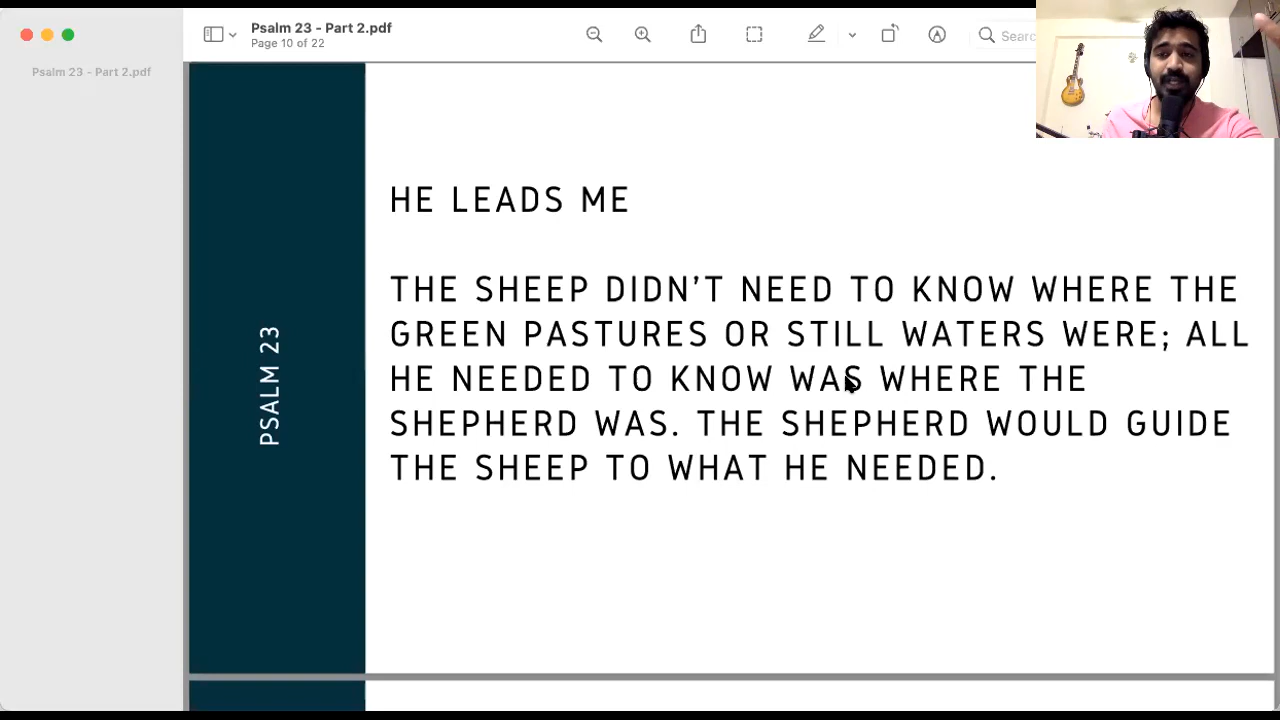 Psalm 23 - Part 2.pdf
Page 10 of 22
Searc
Psalm 23 - Part 2.pdf
PSALM 23
HE LEADS ME
THE SHEEP DIDN'T NEED TO KNOW WHERE THE
GREEN PASTURES OR STILL WATERS WERE; ALL
HE NEEDED TO KNOW WAS WHERE THE
SHEPHERD WAS. THE SHEPHERD WOULD GUIDE
THE SHEEP TO WHAT HE NEEDED.